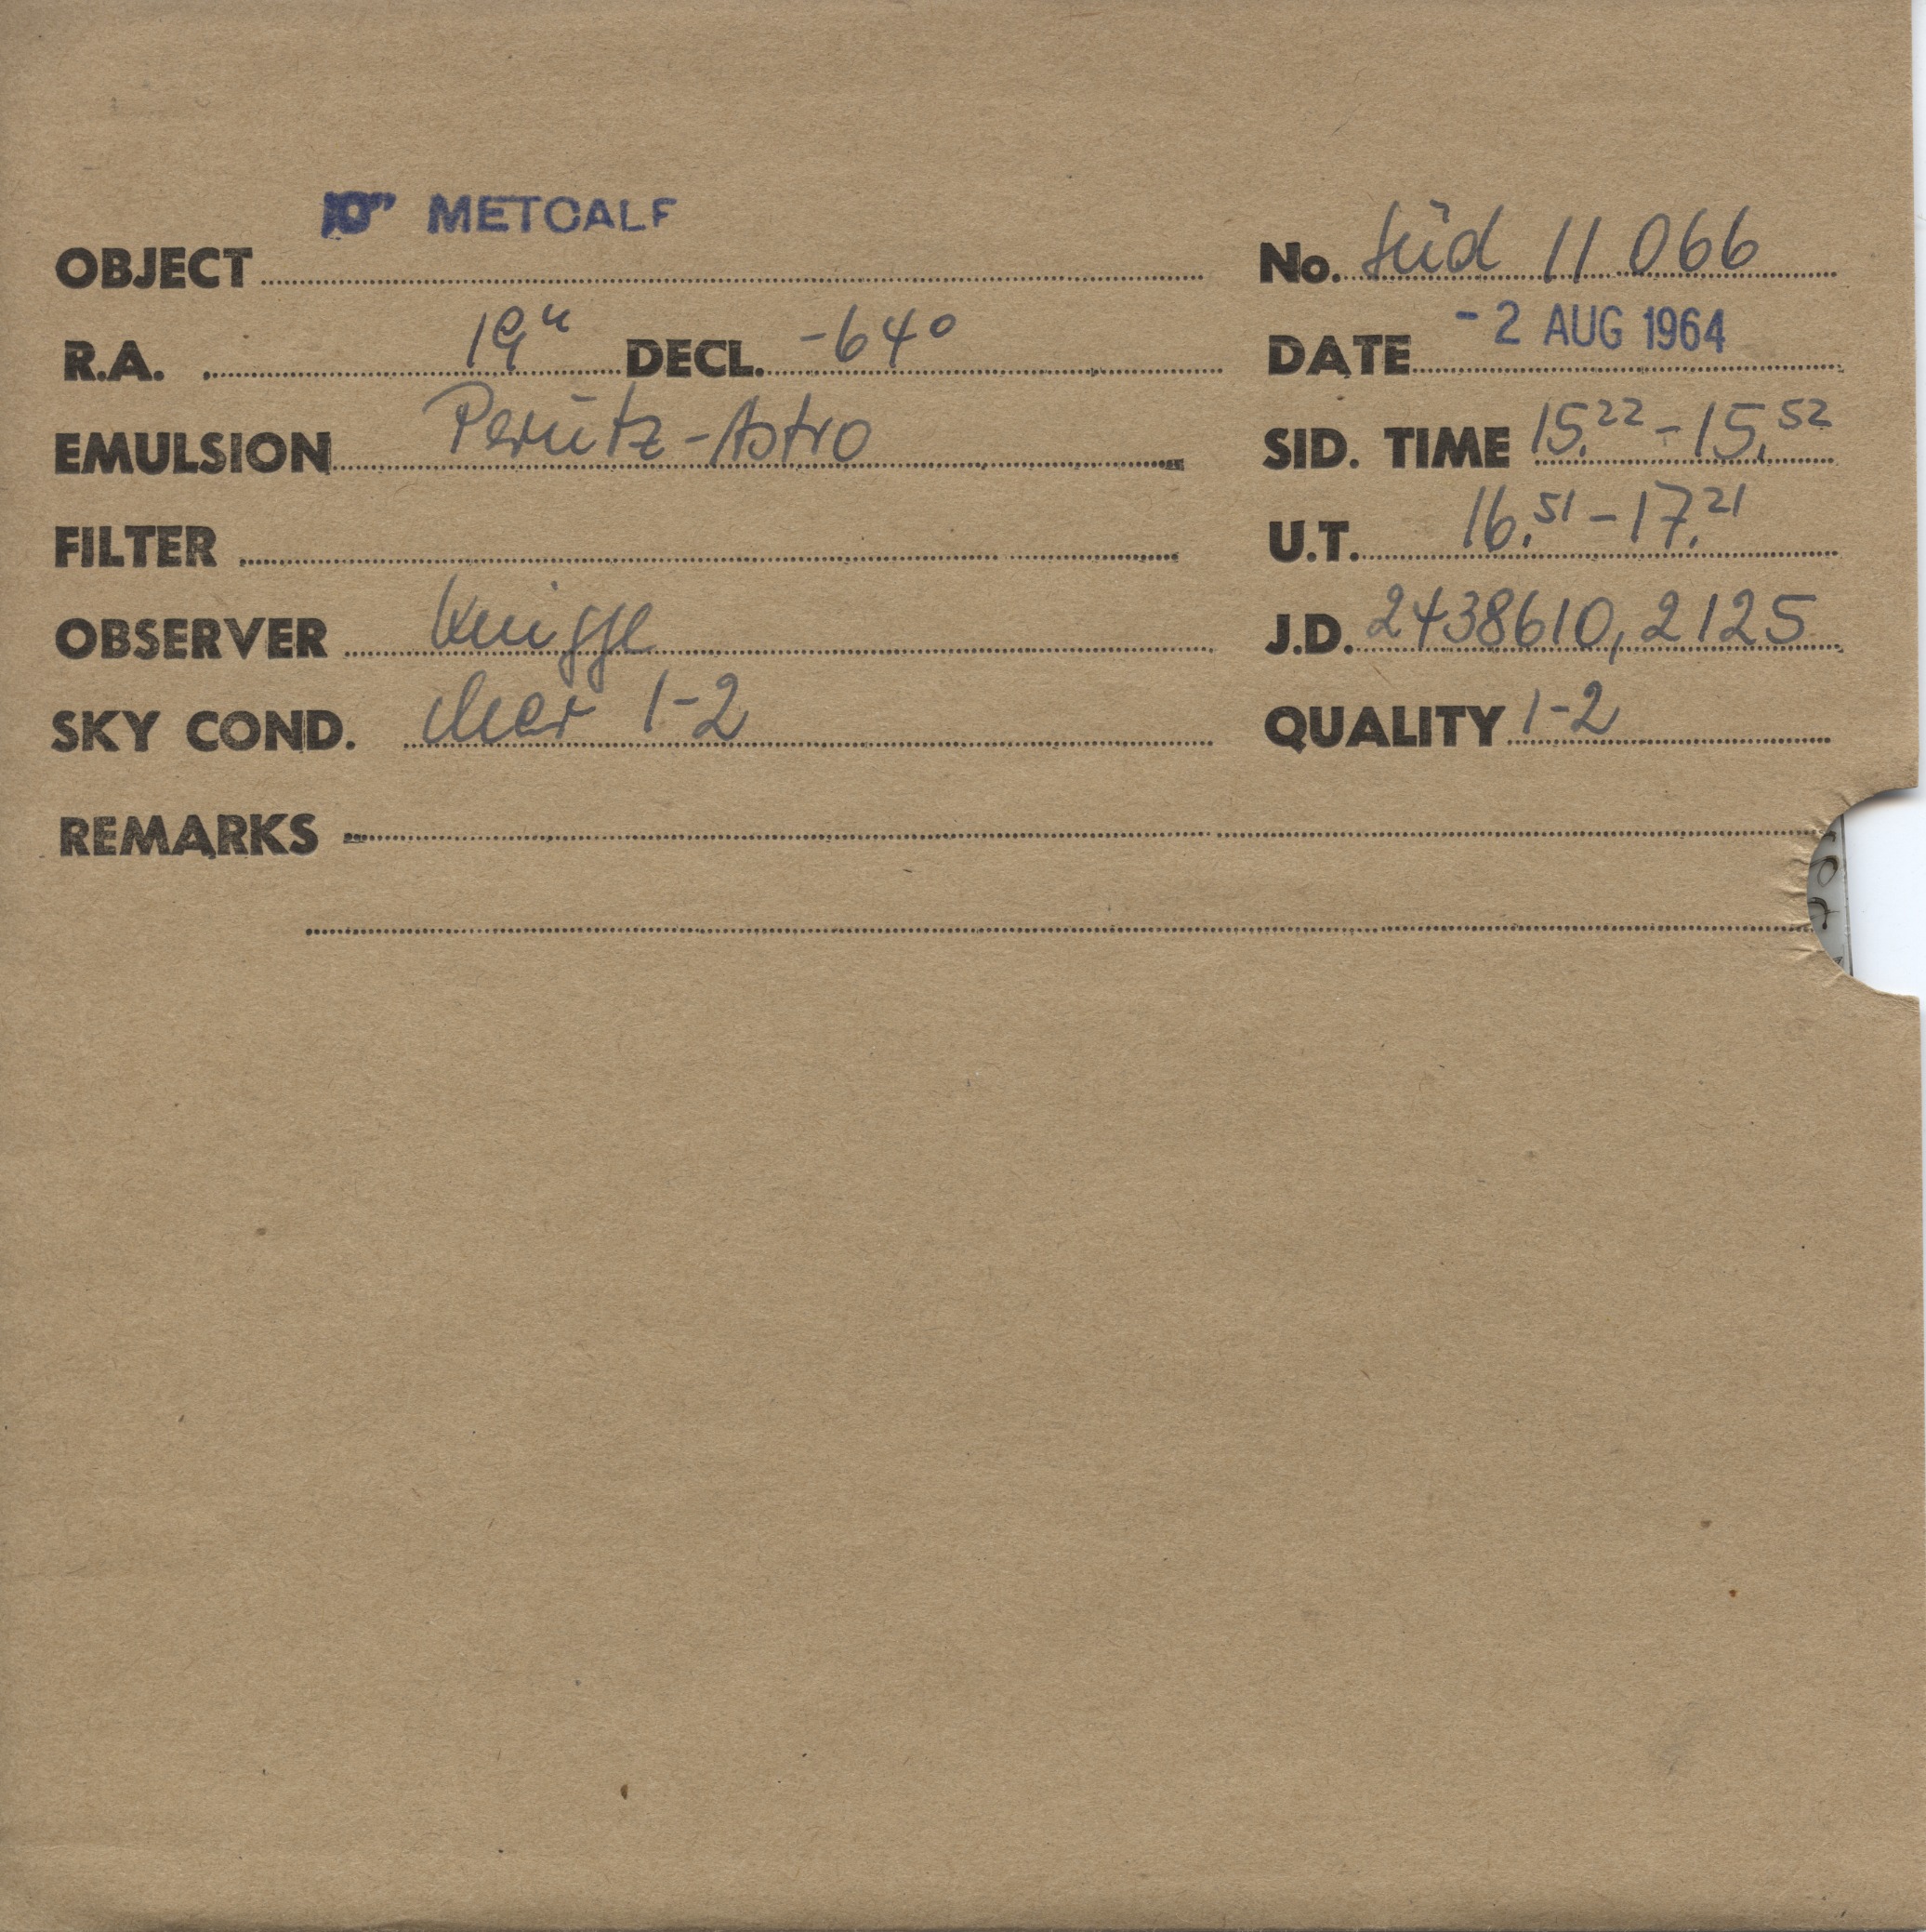 10" METCALF
OBJECT No. Süd 11 066
R.A. 19h DECL. -64° DATE -2 AUG 1964
EMULSION Perutz-Astro SID. TIME 15.22-15.52
FILTER U.T. 16.51-17.21
OBSERVER Knigge J.D. 2438610,2125
SKY COND. clear 1-2 QUALITY 1-2
REMARKS